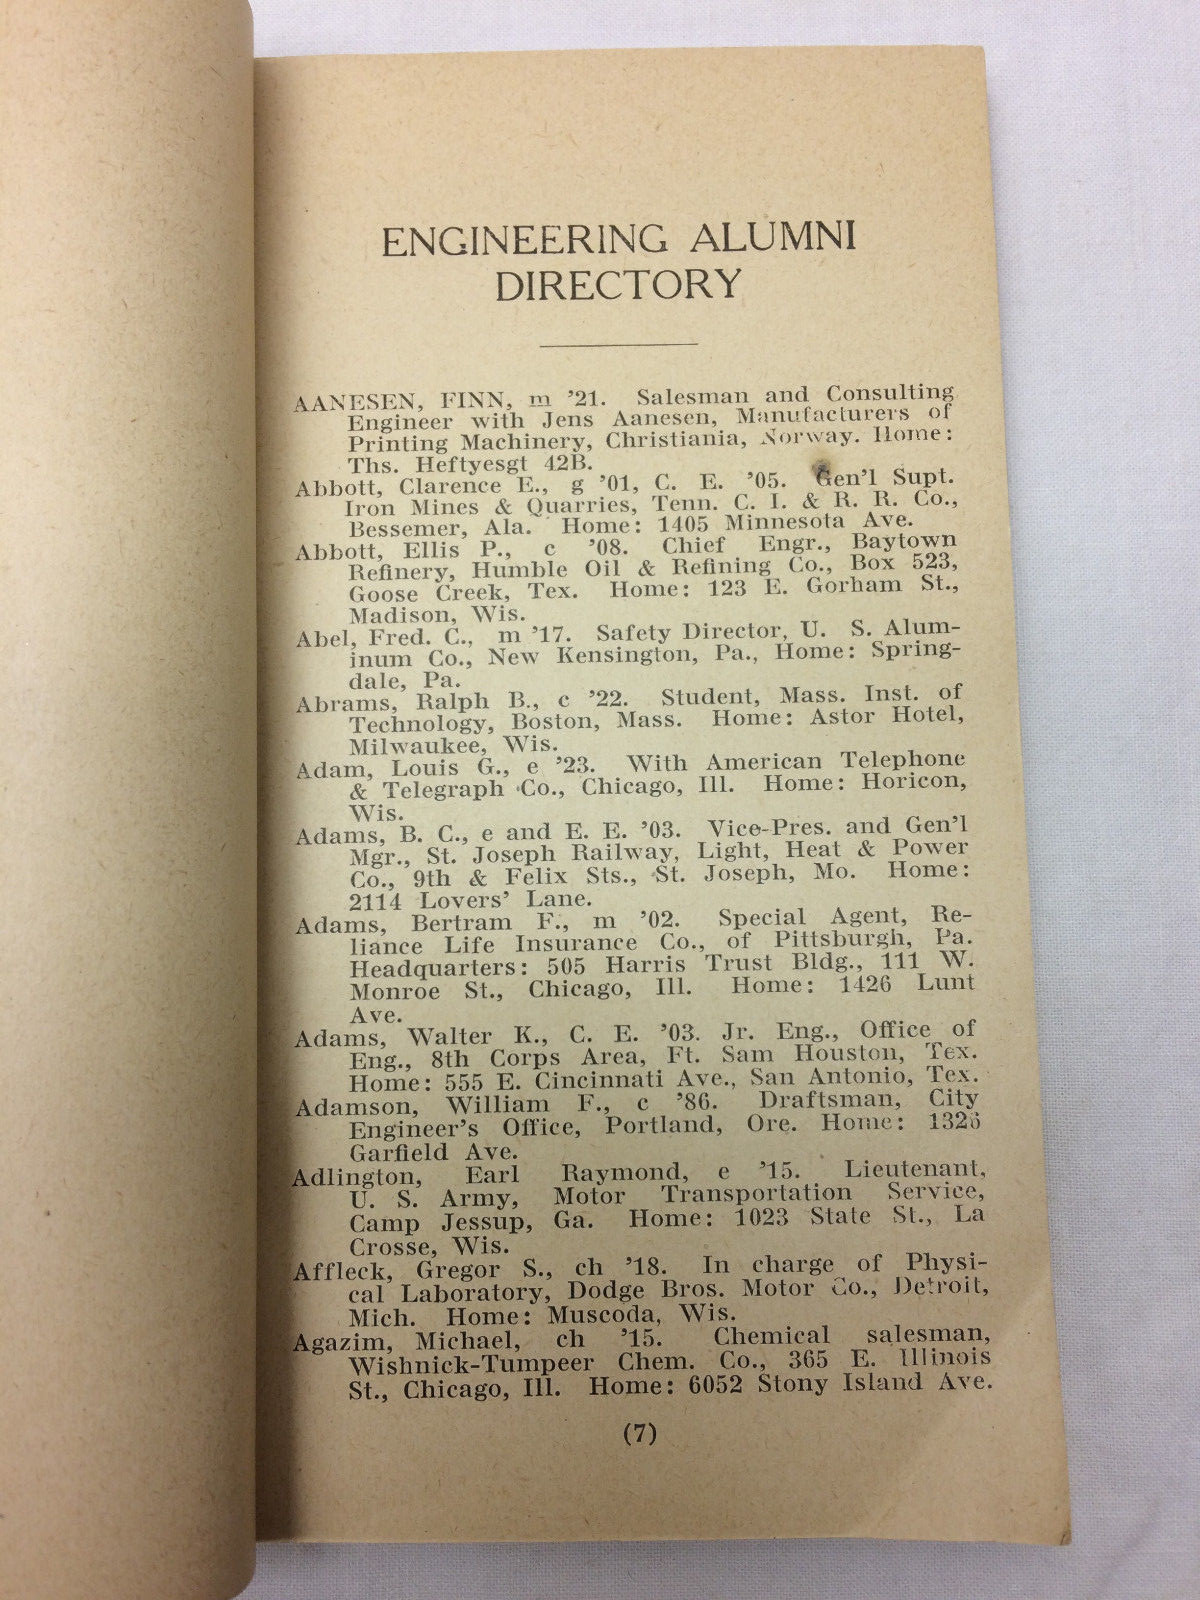 ENGINEERING ALUMNI
DIRECTORY
AANESEN, FINN, m '21. Salesman and Consulting
Engineer with Jens Aanesen, Manufacturers of
Printing Machinery, Christiania, Norway. Home:
Ths. Heftyesgt 42B.
Abbott, Clarence E., g '01, C. E. '05. Gen'l Supt.
Iron Mines & Quarries, Tenn. C. I. & R. R. Co.,
Bessemer, Ala. Home: 1405 Minnesota Ave.
Abbott, Ellis P., c '08. Chief Engr., Baytown
Refinery, Humble Oil & Refining Co., Box 523,
Goose Creek, Tex. Home: 123 E. Gorham St.,
Madison, Wis.
Abel, Fred. C., m '17. Safety Director, U. S. Alum-
inum Co., New Kensington, Pa., Home: Spring-
dale, Pa.
Abrams, Ralph B., c '22. Student, Mass. Inst. of
Technology, Boston, Mass. Home: Astor Hotel,
Milwaukee, Wis.
Adam, Louis G., e '23. With American Telephone
& Telegraph Co., Chicago, Ill. Home: Horicon,
Wis.
Adams, B. C., e and E. E. '03. Vice-Pres. and Gen'l
Mgr., St. Joseph Railway, Light, Heat & Power
Co., 9th & Felix Sts., St. Joseph, Mo. Home:
2114 Lovers' Lane.
Adams, Bertram F., m '02. Special Agent, Re-
liance Life Insurance Co., of Pittsburgh, Pa.
Headquarters: 505 Harris Trust Bldg., 111 W.
Monroe St., Chicago, Ill. Home: 1426 Lunt
Ave.
Adams, Walter K., C. E. '03. Jr. Eng., Office of
Eng., 8th Corps Area, Ft. Sam Houston, Tex.
Home: 555 E. Cincinnati Ave., San Antonio, Tex.
Adamson, William F., c '86. Draftsman, City
Engineer's Office, Portland, Ore. Home: 1326
Garfield Ave.
Adlington, Earl Raymond, e '15. Lieutenant,
U. S. Army, Motor Transportation Service,
Camp Jessup, Ga. Home: 1023 State St., La
Crosse, Wis.
Affleck, Gregor S., ch '18. In charge of Physi-
cal Laboratory, Dodge Bros. Motor Co., Detroit,
Mich. Home: Muscoda, Wis.
Agazim, Michael, ch '15. Chemical salesman,
Wishnick-Tumpeer Chem. Co., 365 E. Illinois
St., Chicago, Ill. Home: 6052 Stony Island Ave.
(7)